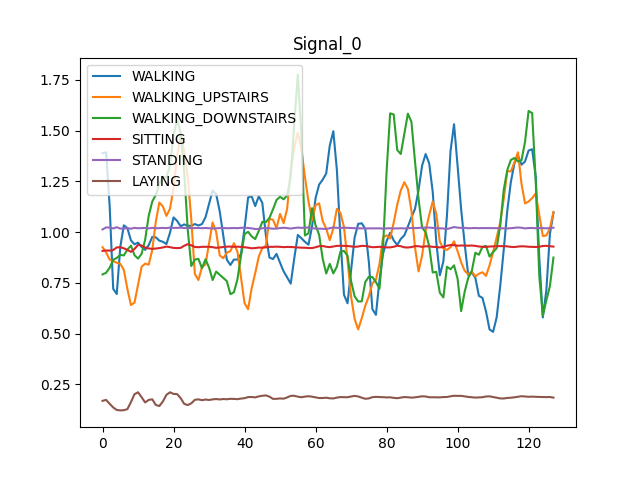 Signal_0
1.75
1.50
1.25
1.00
0.75
0.50
0.25
WALKING
WALKING_UPSTAIRS
WALKING_DOWNSTAIRS
SITTING
STANDING
LAYING
0 20 40 60 80 100 120